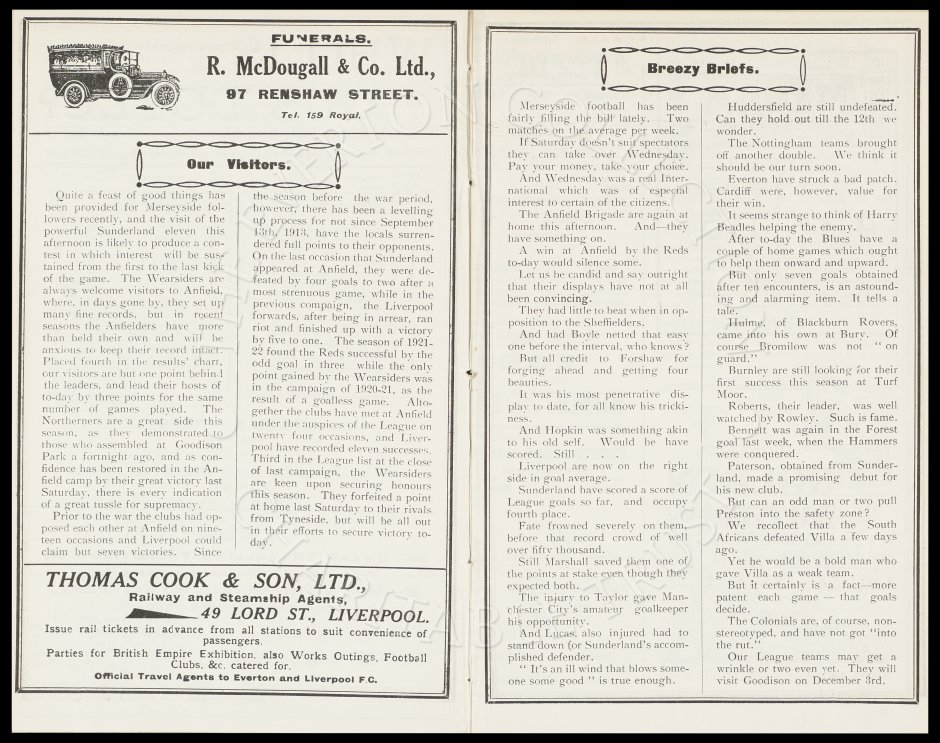 FUNERALS.
R. McDougall & Co. Ltd.,
97 RENSHAW STREET.
Tel. 159 Royal.
Our Visitors.
Quite a feast of good things has
been provided for Merseyside fol-
lowers recently, and the visit of the
powerful Sunderland eleven this
afternoon is likely to produce a con-
test in which interest will be sus-
tained from the first to the last kick
of the game. The Wearsiders are
always welcome visitors to Anfield,
where, in days gone by, they set up
many fine records, but in recent
seasons the Anfielders have more
than held their own and will be
anxious to keep their record intact.
Placed fourth in the results' chart,
our visitors are but one point behind
the leaders, and lead their hosts of
to-day by three points for the same
number of games played. The
Northerners are a great side this
season, as they demonstrated to
those who assembled at Goodison
Park a fortnight ago, and as con-
fidence has been restored in the An-
field camp by their great victory last
Saturday, there is every indication
of a great tussle for supremacy.
Prior to the war the clubs had op-
posed each other at Anfield on nine-
teen occasions and Liverpool could
claim but seven victories. Since
the season before the war period,
however, there has been a levelling
up process for not since September
13th, 1913, have the locals surren-
dered full points to their opponents.
On the last occasion that Sunderland
appeared at Anfield, they were de-
feated by four goals to two after a
most strenuous game, while in the
previous campaign, the Liverpool
forwards, after being in arrear, ran
riot and finished up with a victory
by five to one. The season of 1921-
22 found the Reds successful by the
odd goal in three while the only
point gained by the Wearsiders was
in the campaign of 1920-21, as the
result of a goalless game. Alto-
gether the clubs have met at Anfield
under the auspices of the League on
twenty four occasions, and Liver-
pool have recorded eleven successes.
Third in the League list at the close
of last campaign, the Wearsiders
are keen upon securing honours
this season. They forfeited a point
at home last Saturday to their rivals
from Tyneside, but will be all out
in their efforts to secure victory to-
day.
THOMAS COOK & SON, LTD.,
Railway and Steamship Agents,
49 LORD ST., LIVERPOOL.
Issue rail tickets in advance from all stations to suit convenience of
passengers.
Parties for British Empire Exhibition, also Works Outings, Football
Clubs, &c. catered for.
Official Travel Agents to Everton and Liverpool F.C.
Breezy Briefs.
Merseyside football has been
fairly filling the bill lately. Two
matches on the average per week.
If Saturday doesn't suit spectators
they can take over Wednesday.
Pay your money, take your choice.
And Wednesday was a real Inter-
national which was of especial
interest to certain of the citizens.
The Anfield Brigade are again at
home this afternoon. And—they
have something on.
A win at Anfield by the Reds
to-day would silence some.
Let us be candid and say outright
that their displays have not at all
been convincing.
They had little to beat when in op-
position to the Sheffielders.
And had Boyle netted that easy
one before the interval, who knows?
But all credit to Forshaw for
forging ahead and getting four
beauties.
It was his most penetrative dis-
play to date, for all know his tricki-
ness.
And Hopkin was something akin
to his old self. Would he have
scored. Still . . .
Liverpool are now on the right
side in goal average.
Sunderland have scored a score of
League goals so far, and occupy
fourth place.
Fate frowned severely on them,
before that record crowd of well
over fifty thousand.
Still Marshall saved them one of
the points at stake even though they
expected both.
The injury to Taylor gave Man-
chester City's amateur goalkeeper
his opportunity.
And Lucas, also injured had to
stand down for Sunderland's accom-
plished defender.
" It's an ill wind that blows some-
one some good " is true enough.
Huddersfield are still undefeated.
Can they hold out till the 12th we
wonder.
The Nottingham teams brought
off another double. We think it
should be our turn soon.
Everton have struck a bad patch.
Cardiff were, however, value for
their win.
It seems strange to think of Harry
Beadles helping the enemy.
After to-day the Blues have a
couple of home games which ought
to help them onward and upward.
But only seven goals obtained
after ten encounters, is an astound-
ing and alarming item. It tells a
tale.
Hulme, of Blackburn Rovers,
came into his own at Bury. Of
course Bromilow was not " on
guard."
Burnley are still looking for their
first success this season at Turf
Moor.
Roberts, their leader, was well
watched by Rowley. Such is fame.
Bennett was again in the Forest
goal last week, when the Hammers
were conquered.
Paterson, obtained from Sunder-
land, made a promising debut for
his new club.
But can an odd man or two pull
Preston into the safety zone?
We recoflect that the South
Africans defeated Villa a few days
ago.
Yet he would be a bold man who
gave Villa as a weak team.
But it certainly is a fact—more
patent each game — that goals
decide.
The Colonials are, of course, non-
stereotyped, and have not got "into
the rut."
Our League teams may get a
wrinkle or two even yet. They will
visit Goodison on December 3rd.